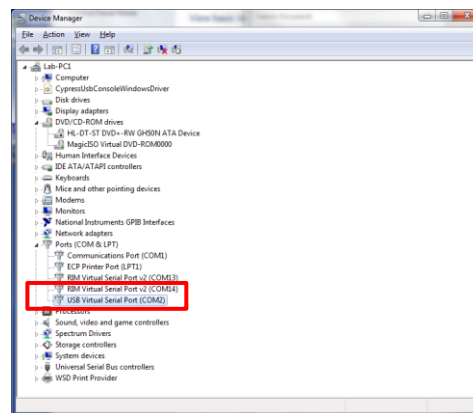 Device Manager
File Action View Help
Lab-PC1
Computer
CypressUsbConsoleWindowsDriver
Disk drives
Display adapters
DVD/CD-ROM drives
HL-DT-ST DVD+-RW GH50N ATA Device
MagicISO Virtual DVD-ROM0000
Human Interface Devices
IDE ATA/ATAPI controllers
Keyboards
Mice and other pointing devices
Modems
Monitors
National Instruments GPIB Interfaces
Network adapters
Ports (COM & LPT)
Communications Port (COM1)
ECP Printer Port (LPT1)
RIM Virtual Serial Port v2 (COM13)
RIM Virtual Serial Port v2 (COM14)
USB Virtual Serial Port (COM2)
Processors
Sound, video and game controllers
Spectrum Drivers
Storage controllers
System devices
Universal Serial Bus controllers
WSD Print Provider